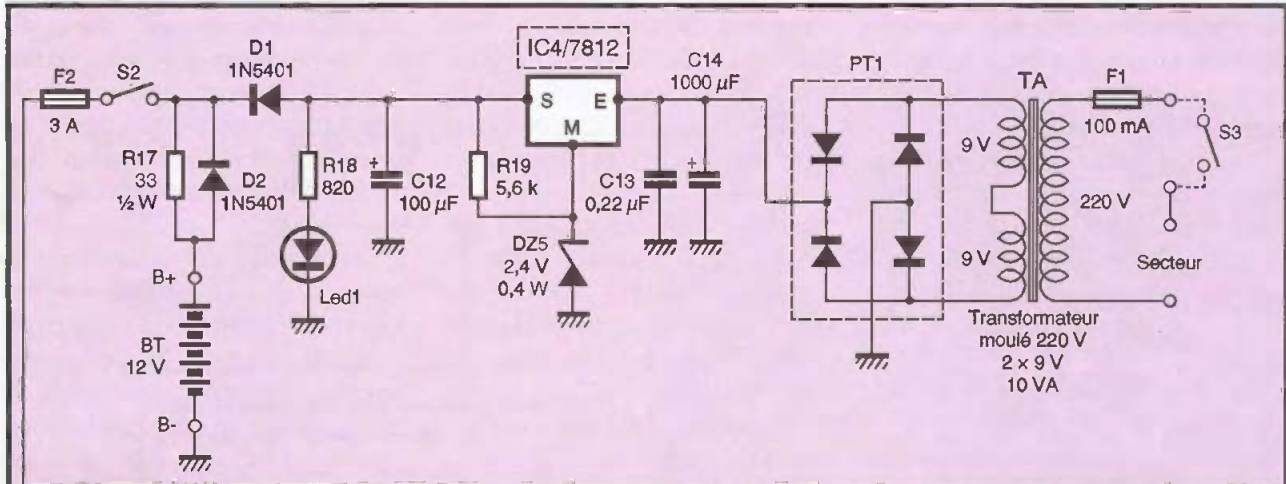 F2
3 A
S2
D1
1N5401
R17
33
½ W
D2
1N5401
B+
BT
12 V
B-
R18
820
Led1
C12
100 µF
+
R19
5,6 k
IC4/7812
S
E
M
DZ5
2,4 V
0,4 W
C13
0,22 µF
C14
1000 µF
+
PT1
TA
9 V
9 V
220 V
Transformateur
moulé 220 V
2 × 9 V
10 VA
F1
100 mA
S3
Secteur